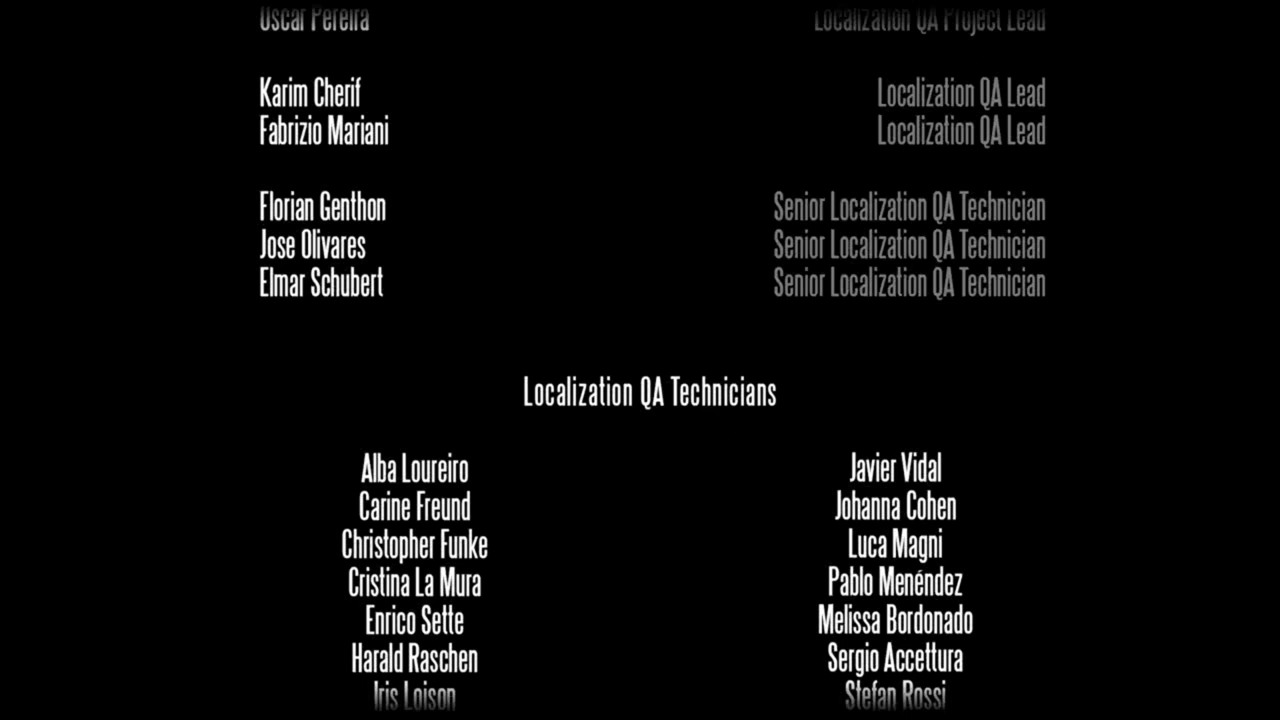 Oscar Pereira Localization QA Project Lead
Karim Cherif Localization QA Lead
Fabrizio Mariani Localization QA Lead
Florian Genthon Senior Localization QA Technician
Jose Olivares Senior Localization QA Technician
Elmar Schubert Senior Localization QA Technician
Localization QA Technicians
Alba Loureiro Javier Vidal
Carine Freund Johanna Cohen
Christopher Funke Luca Magni
Cristina La Mura Pablo Menéndez
Enrico Sette Melissa Bordonado
Harald Raschen Sergio Accettura
Iris Loison Stefan Rossi